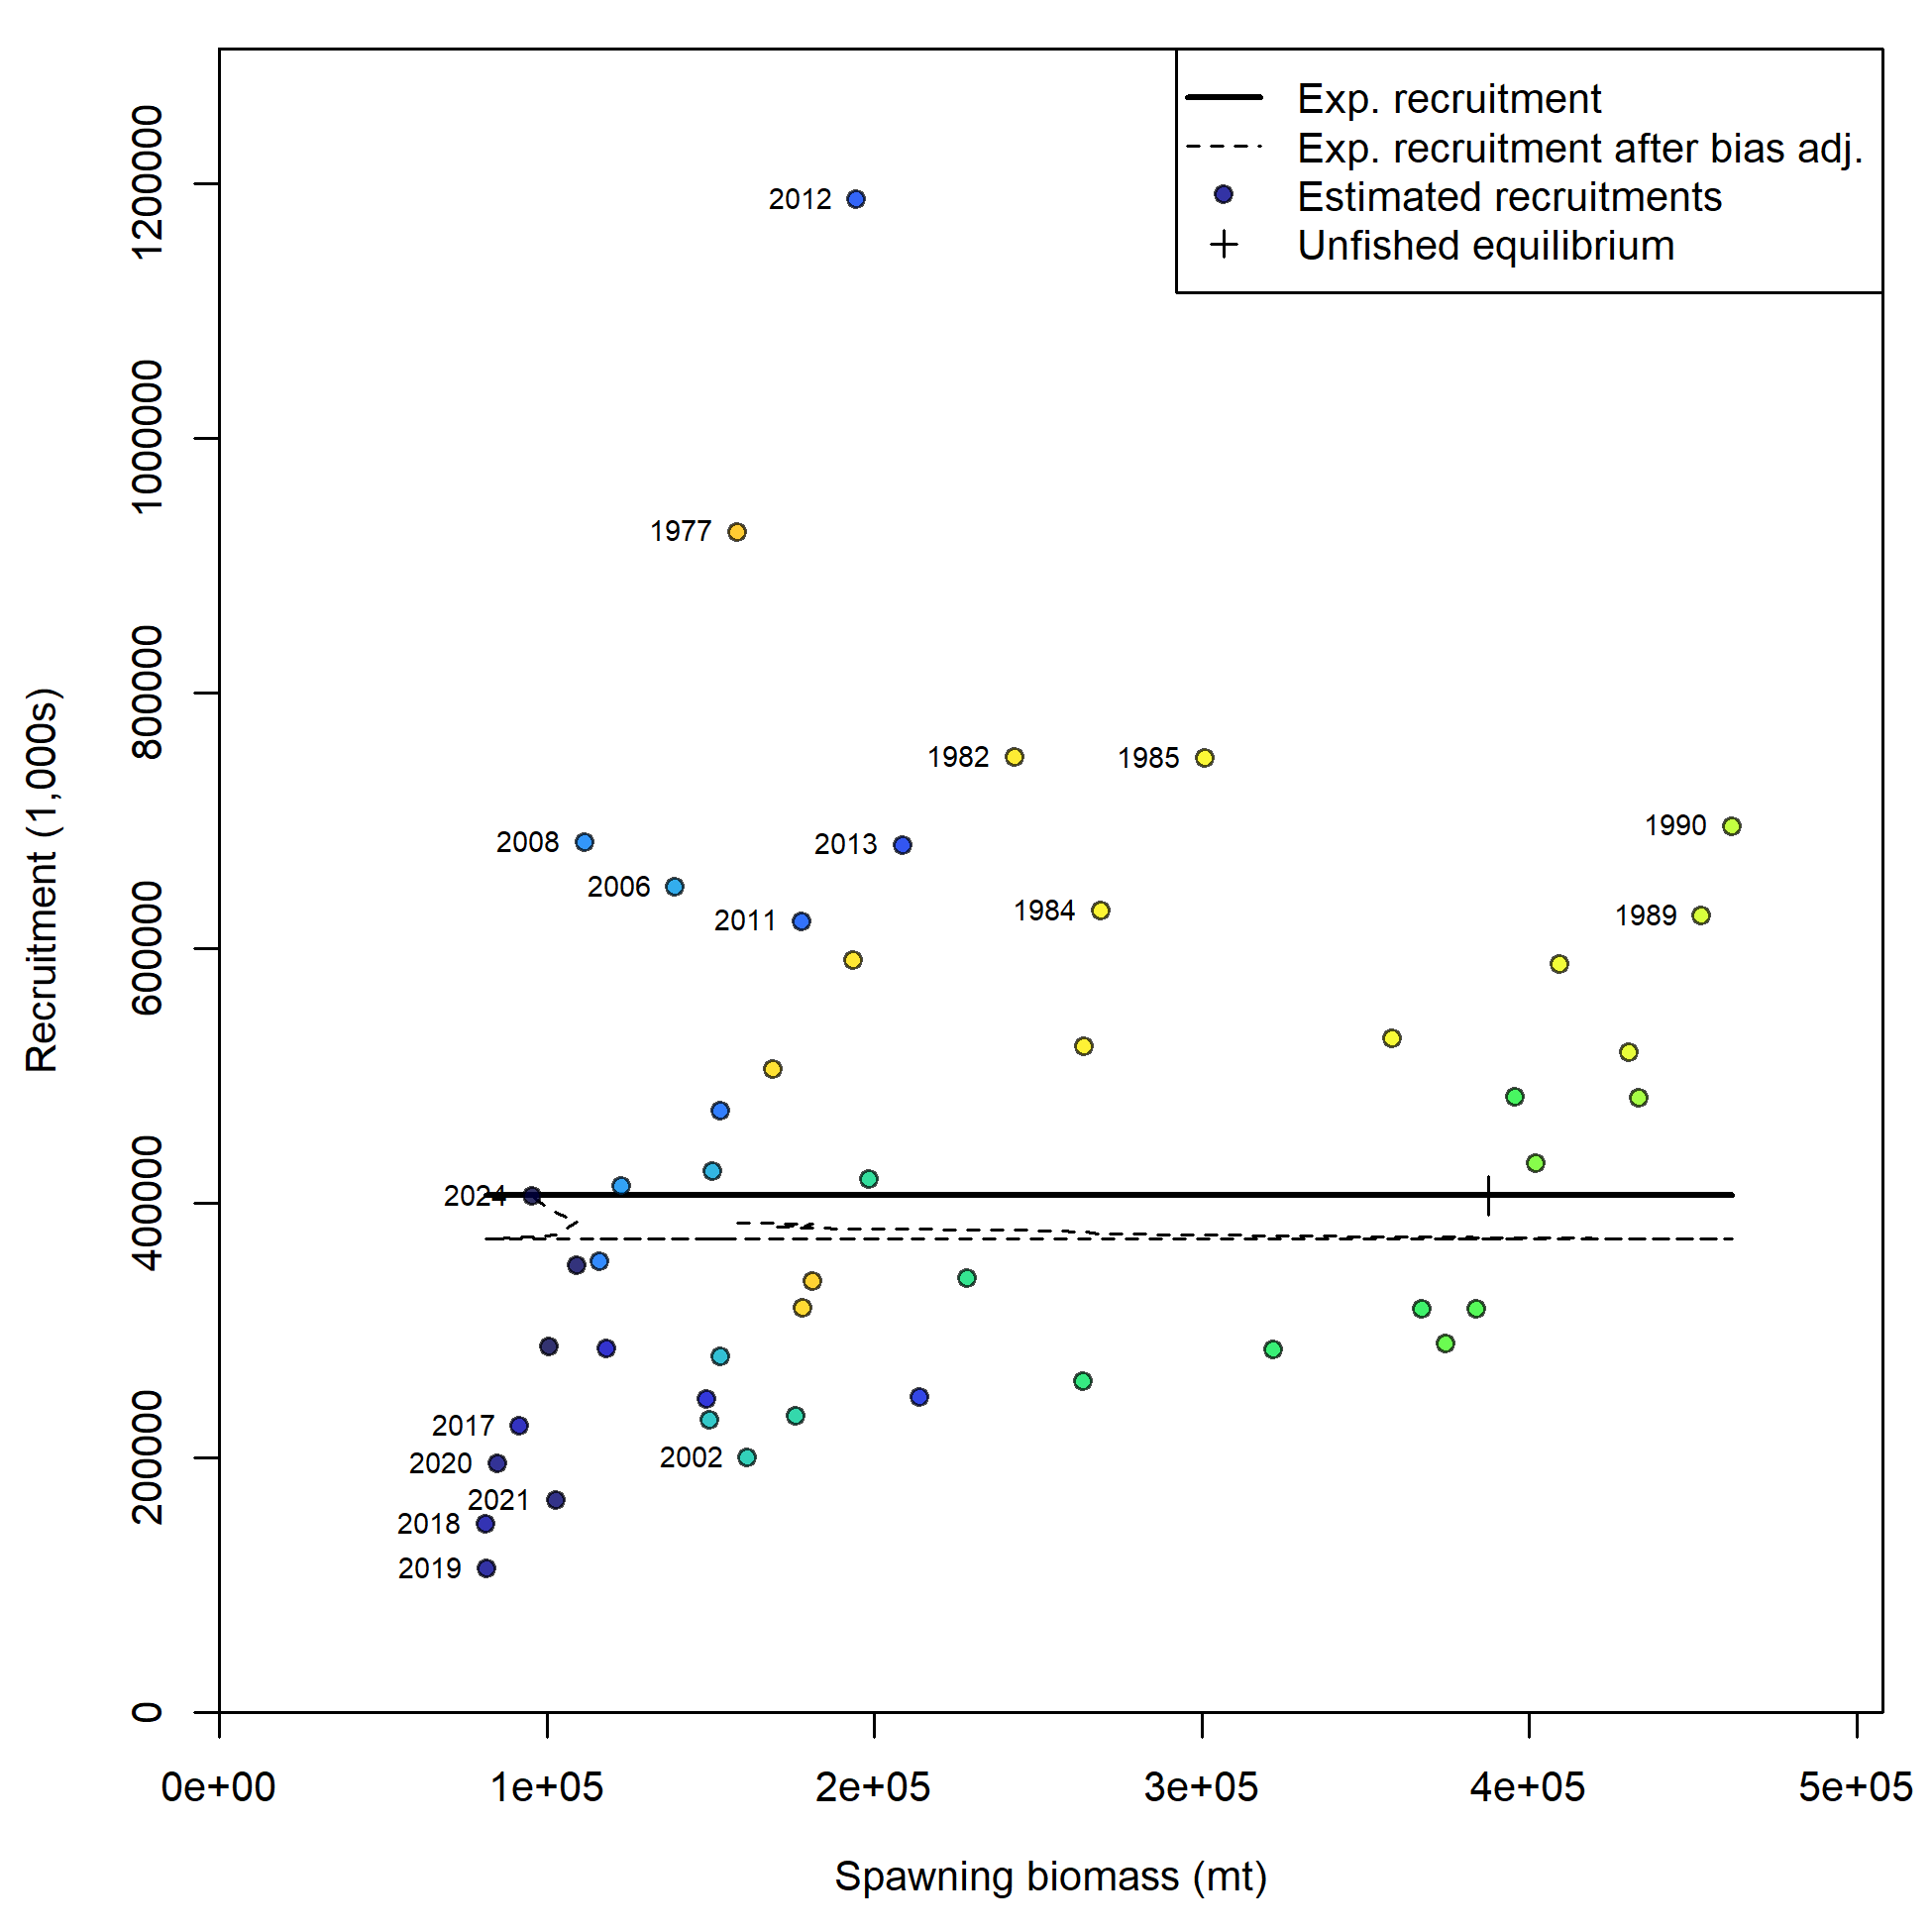 Exp. recruitment
Exp. recruitment after bias adj.
Estimated recruitments
Unfished equilibrium
1200000
1000000
800000
600000
400000
200000
0
Recruitment (1,000s)
2012
1977
1982
1985
1990
2008
2013
2006
2011
1984
1989
2024
2017
2020
2002
2021
2018
2019
0e+00
1e+05
2e+05
3e+05
4e+05
5e+05
Spawning biomass (mt)